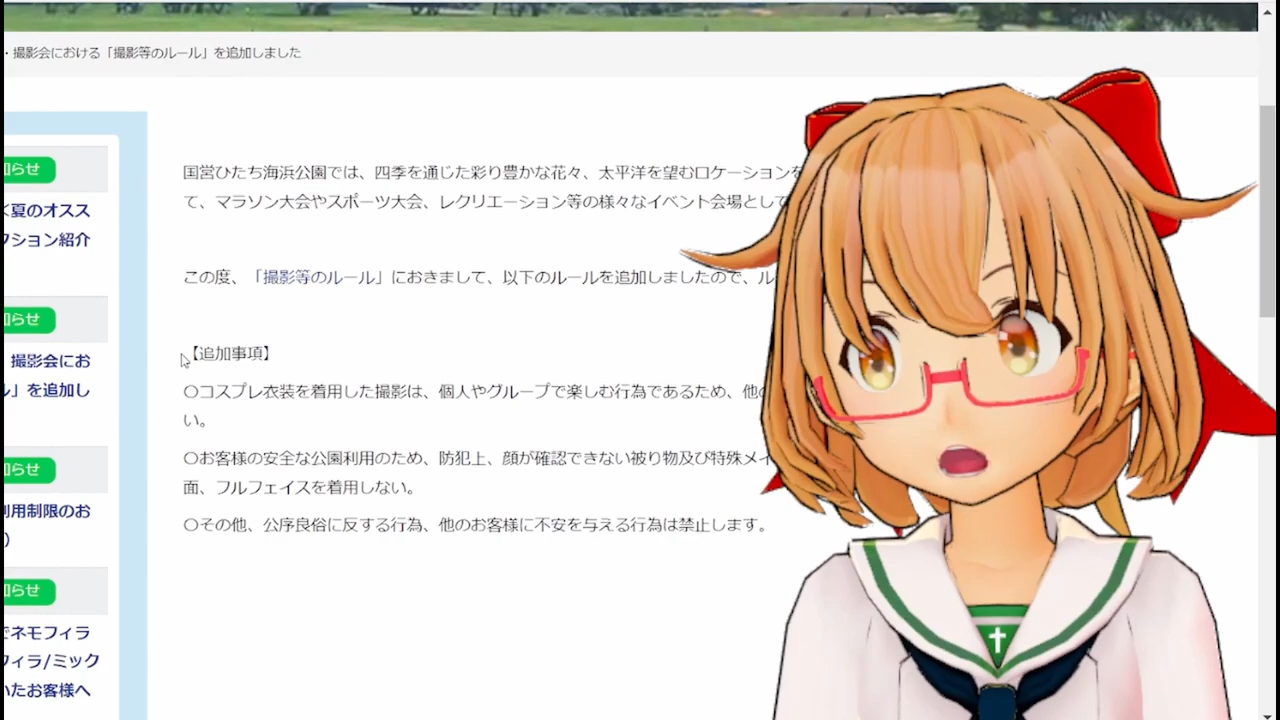 ・撮影会における「撮影等のルール」を追加しました
国営ひたち海浜公園では、四季を通じた彩り豊かな花々、太平洋を望むロケーションを
て、マラソン大会やスポーツ大会、レクリエーション等の様々なイベント会場として
この度、「撮影等のルール」におきまして、以下のルールを追加しましたので、ル
【追加事項】
〇コスプレ衣装を着用した撮影は、個人やグループで楽しむ行為であるため、他の
い。
〇お客様の安全な公園利用のため、防犯上、顔が確認できない被り物及び特殊メイ
面、フルフェイスを着用しない。
〇その他、公序良俗に反する行為、他のお客様に不安を与える行為は禁止します。
知らせ
夏のオスス
クション紹介
知らせ
撮影会にお
ル」を追加し
知らせ
利用制限のお
)
知らせ
でネモフィラ
フィラ/ミック
いたお客様へ